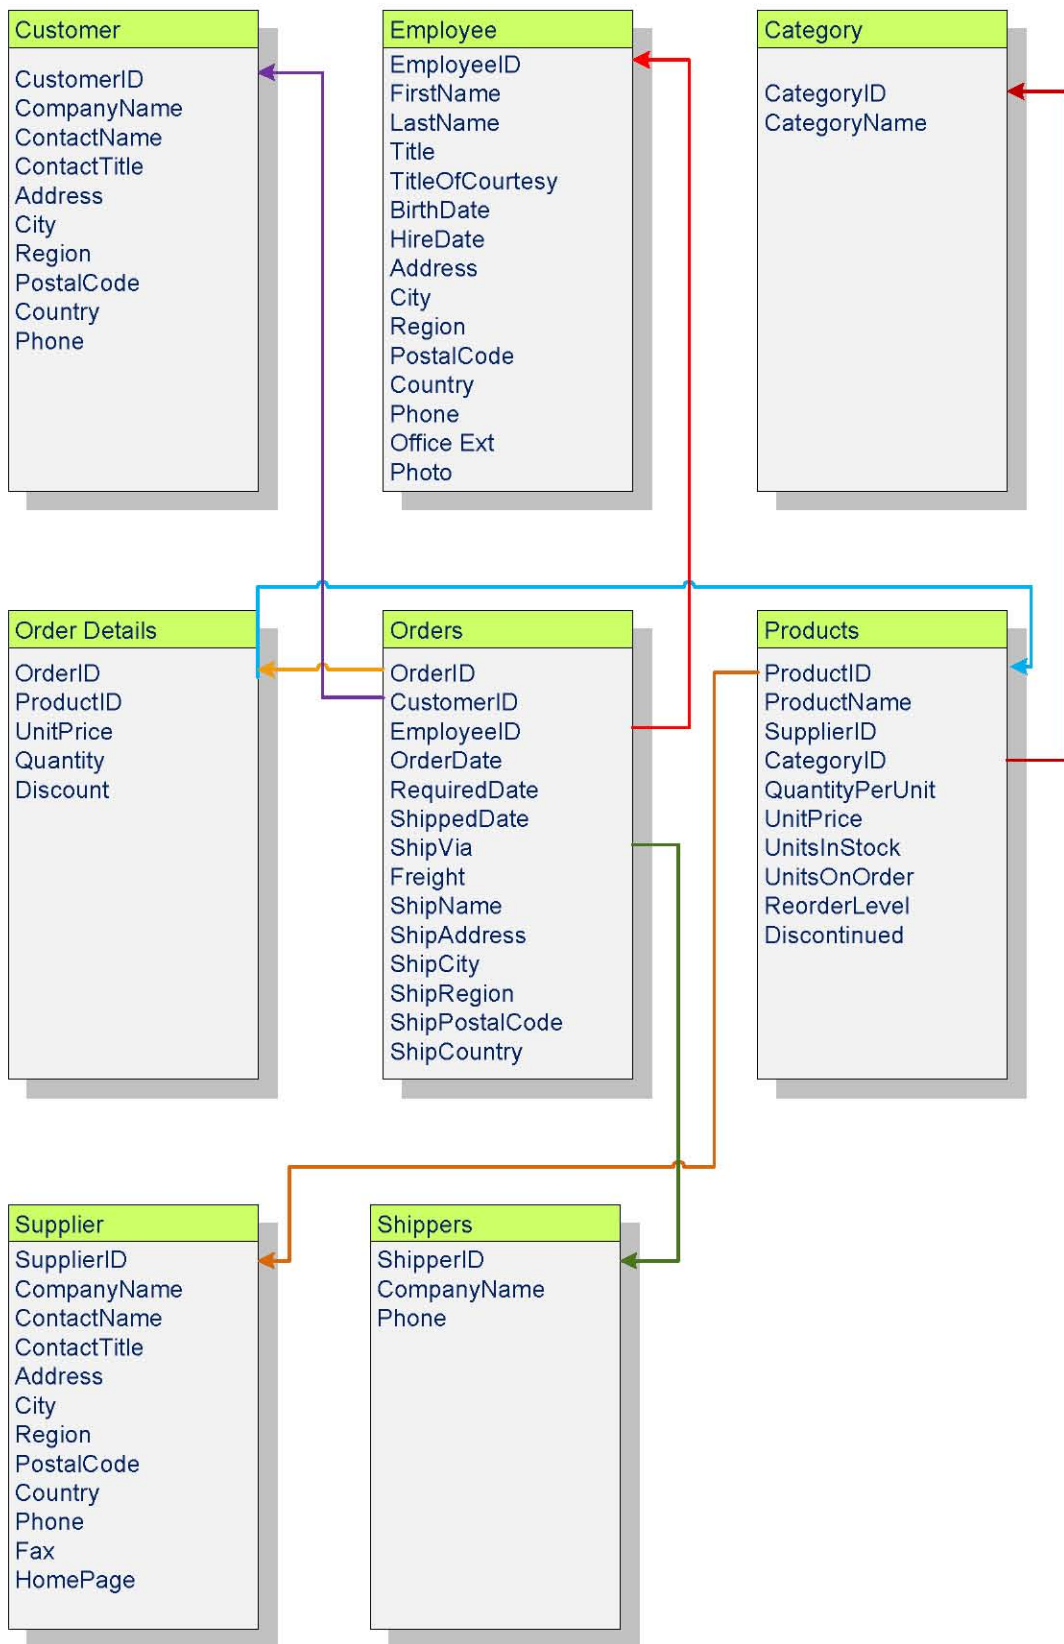 Customer
CustomerID
CompanyName
ContactName
ContactTitle
Address
City
Region
PostalCode
Country
Phone
Employee
EmployeeID
FirstName
LastName
Title
TitleOfCourtesy
BirthDate
HireDate
Address
City
Region
PostalCode
Country
Phone
Office Ext
Photo
Category
CategoryID
CategoryName
Order Details
OrderID
ProductID
UnitPrice
Quantity
Discount
Orders
OrderID
CustomerID
EmployeeID
OrderDate
RequiredDate
ShippedDate
ShipVia
Freight
ShipName
ShipAddress
ShipCity
ShipRegion
ShipPostalCode
ShipCountry
Products
ProductID
ProductName
SupplierID
CategoryID
QuantityPerUnit
UnitPrice
UnitsInStock
UnitsOnOrder
ReorderLevel
Discontinued
Supplier
SupplierID
CompanyName
ContactName
ContactTitle
Address
City
Region
PostalCode
Country
Phone
Fax
HomePage
Shippers
ShipperID
CompanyName
Phone